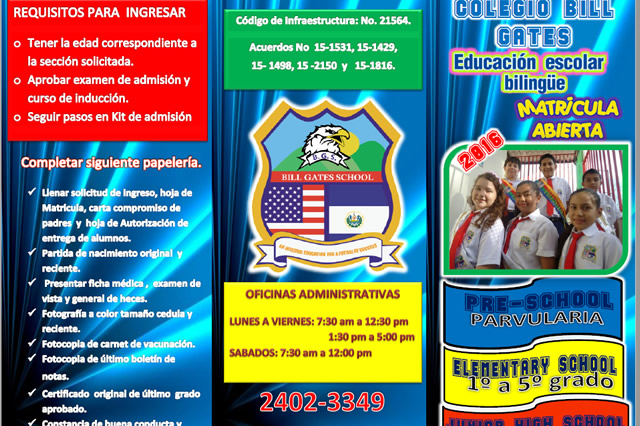 REQUISITOS PARA INGRESAR
Tener la edad correspondiente a
la sección solicitada.
Aprobar examen de admisión y
curso de inducción.
Seguir pasos en Kit de admisión
Completar siguiente papelería.
Llenar solicitud de ingreso, hoja de
Matricula, carta compromiso de
padres y hoja de Autorización de
entrega de alumnos.
Partida de nacimiento original y
reciente.
Presentar ficha médica , examen de
vista y general de heces.
Fotografía a color tamaño cedula y
reciente.
Fotocopia de carnet de vacunación.
Fotocopia de último boletín de
notas.
Certificado original de último grado
aprobado.
Constancia de buena conducta y
Código de Infraestructura: No. 21564.
Acuerdos No 15-1531, 15-1429,
15- 1498, 15 -2150 y 15-1816.
B.G.S.
BILL GATES SCHOOL
OFICINAS ADMINISTRATIVAS
LUNES A VIERNES: 7:30 am a 12:30 pm
1:30 pm a 5:00 pm
SABADOS: 7:30 am a 12:00 pm
2402-3349
COLEGIO BILL
GATES
Educación escolar
bilingüe
MATRICULA
ABIERTA
2016
PRE-SCHOOL
PARVULARIA
ELEMENTARY SCHOOL
1º a 5º grado
JUNIOR HIGH SCHOOL